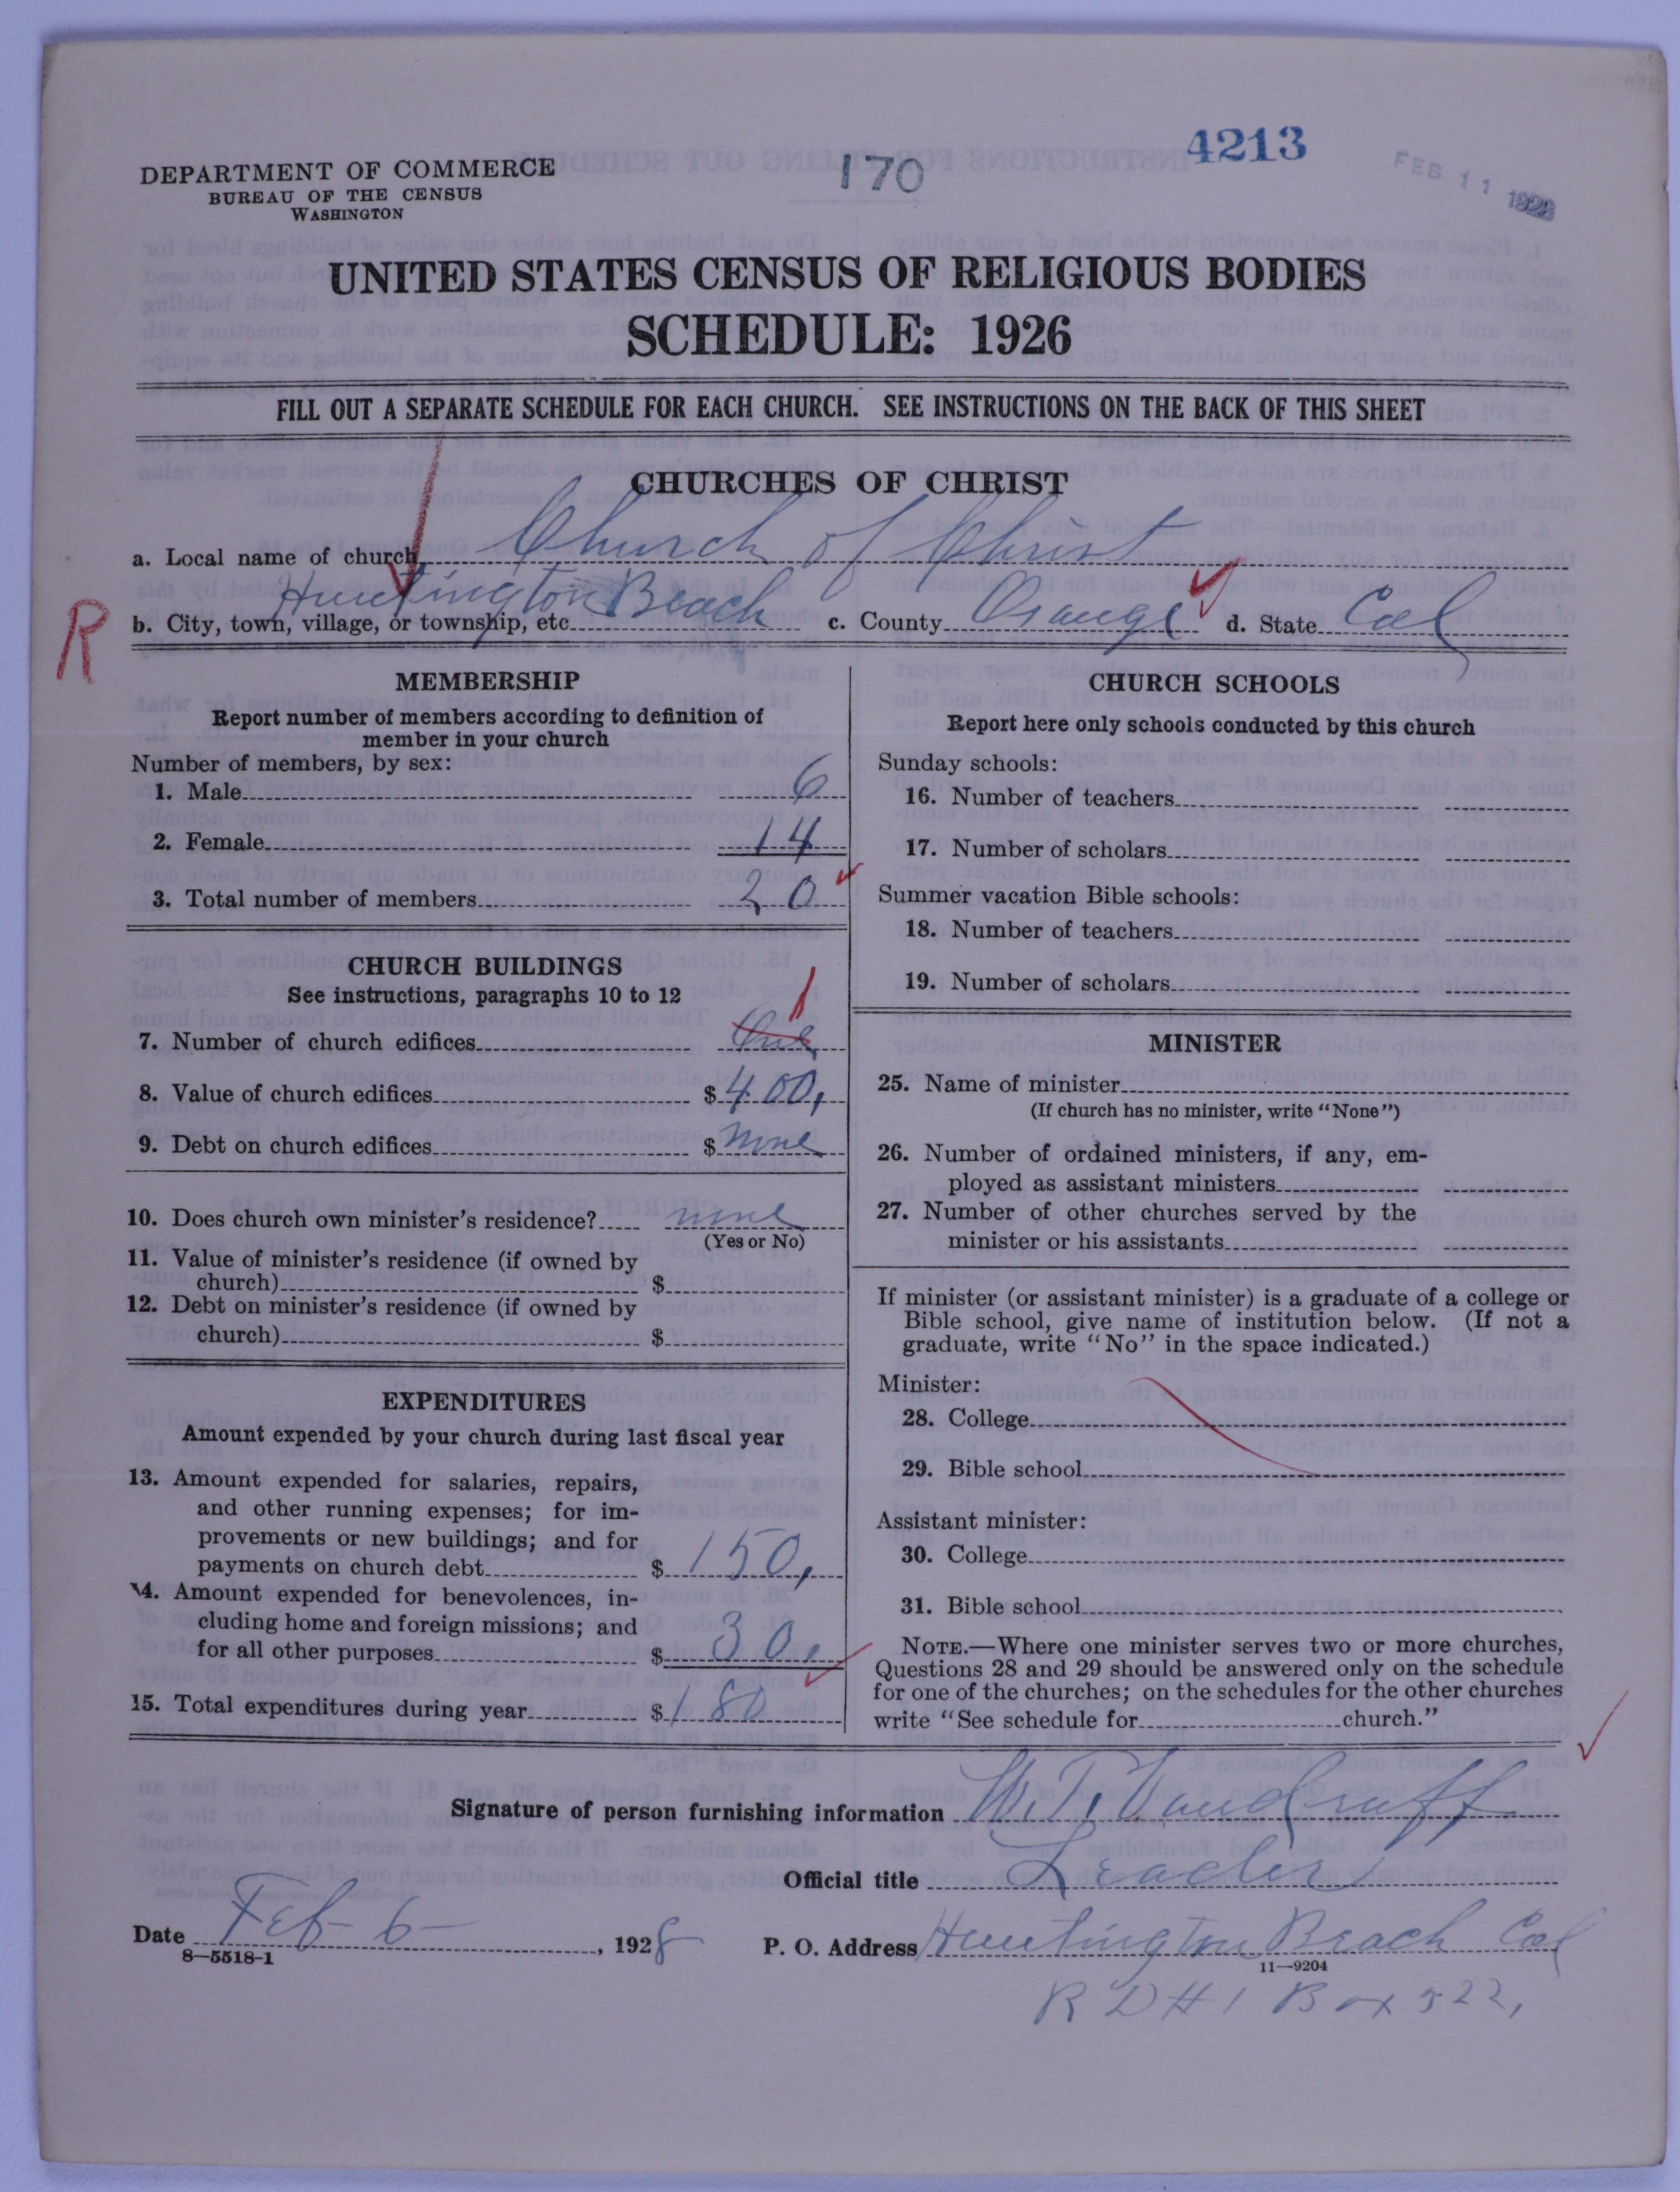 4213
170
FEB 11 1928
DEPARTMENT OF COMMERCE
BUREAU OF THE CENSUS
WASHINGTON
UNITED STATES CENSUS OF RELIGIOUS BODIES
SCHEDULE: 1926
FILL OUT A SEPARATE SCHEDULE FOR EACH CHURCH. SEE INSTRUCTIONS ON THE BACK OF THIS SHEET
CHURCHES OF CHRIST
a. Local name of church Church of Christ
R
b. City, town, village, or township, etc. Huntington Beach c. County Orange d. State Cal
MEMBERSHIP
Report number of members according to definition of
member in your church
Number of members, by sex:
1. Male 6
2. Female 14
3. Total number of members 20
CHURCH BUILDINGS
See instructions, paragraphs 10 to 12
1
7. Number of church edifices One
8. Value of church edifices $ 400,
9. Debt on church edifices $ none
10. Does church own minister's residence? none
(Yes or No)
11. Value of minister's residence (if owned by
church) $
12. Debt on minister's residence (if owned by
church) $
EXPENDITURES
Amount expended by your church during last fiscal year
13. Amount expended for salaries, repairs,
and other running expenses; for im-
provements or new buildings; and for
payments on church debt $ 150,
14. Amount expended for benevolences, in-
cluding home and foreign missions; and
for all other purposes $ 30,
15. Total expenditures during year $ 180
CHURCH SCHOOLS
Report here only schools conducted by this church
Sunday schools:
16. Number of teachers
17. Number of scholars
Summer vacation Bible schools:
18. Number of teachers
19. Number of scholars
MINISTER
25. Name of minister
(If church has no minister, write "None")
26. Number of ordained ministers, if any, em-
ployed as assistant ministers
27. Number of other churches served by the
minister or his assistants
If minister (or assistant minister) is a graduate of a college or
Bible school, give name of institution below. (If not a
graduate, write "No" in the space indicated.)
Minister:
28. College
29. Bible school
Assistant minister:
30. College
31. Bible school
NOTE.—Where one minister serves two or more churches,
Questions 28 and 29 should be answered only on the schedule
for one of the churches; on the schedules for the other churches
write "See schedule for church."
Signature of person furnishing information W. T. Vandcruff
Official title Leader
Date Feb - 6 - , 1928 P. O. Address Huntington Beach Cal
8—5518-1
11—9204
R D #1 Box 522,